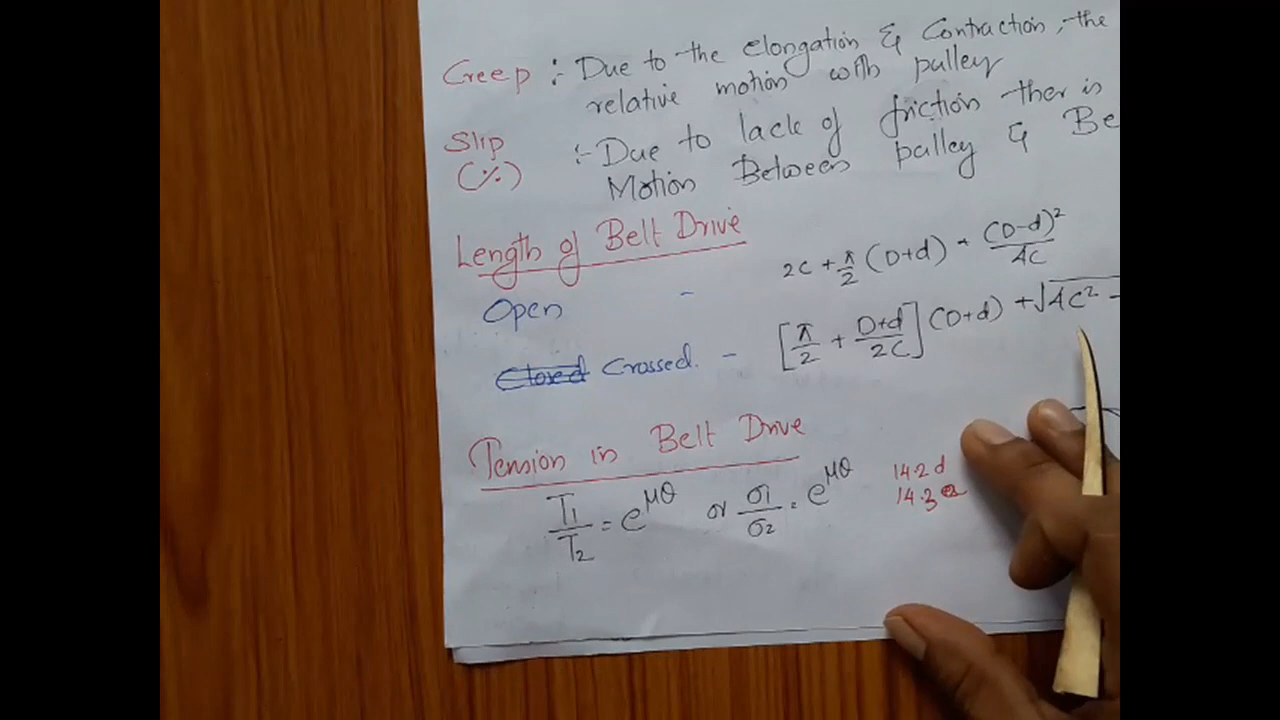 Creep :- Due to the elongation & Contraction, the
relative motion with pulley
Slip :- Due to lack of friction ther is
(%) Motion Between pulley & Be
Length of Belt Drive
Open - 2C + π/2 (D+d) + (D-d)²/4C
Crossed. - [π/2 + D+d/2C] (D+d) + √4C² -
Tension in Belt Drive
T1/T2 = e^μθ or σ1/σ2 = e^μθ
14.2 d
14.3